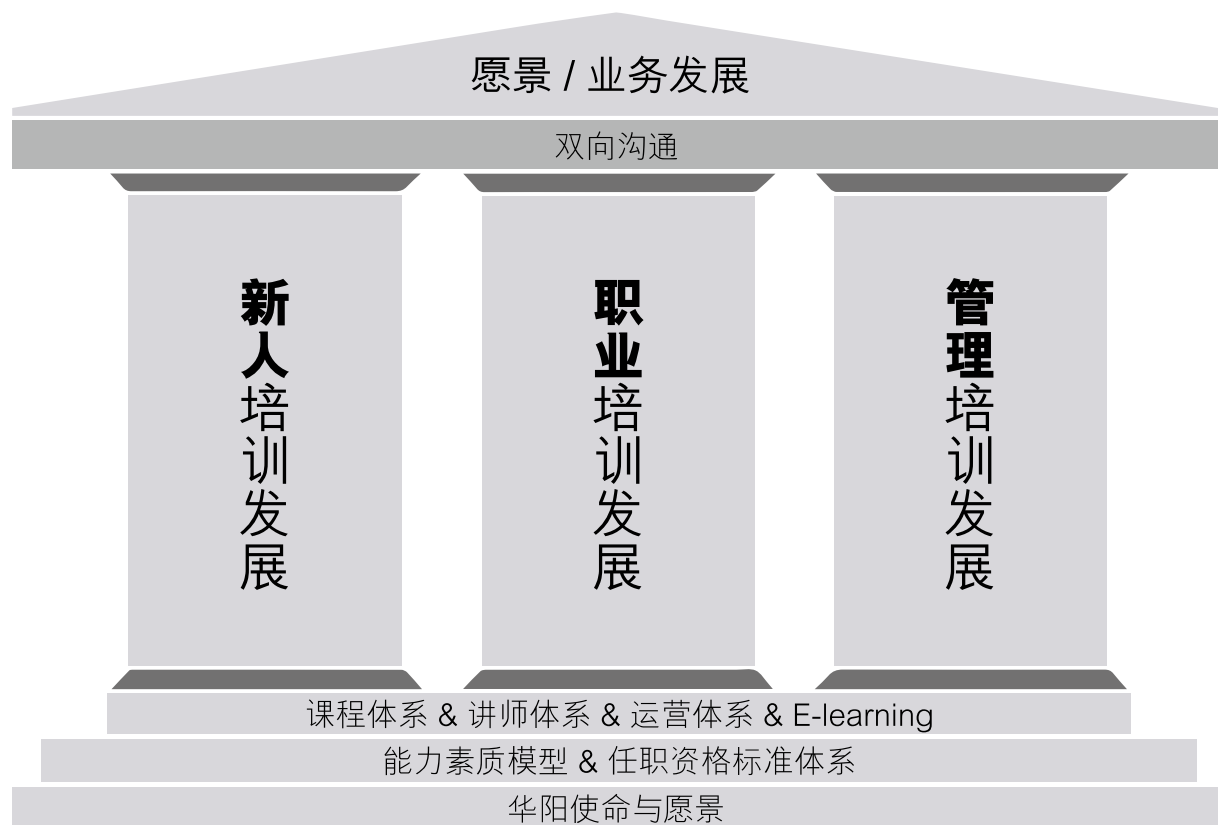 愿景 / 业务发展
双向沟通
新人培训发展
职业培训发展
管理培训发展
课程体系 & 讲师体系 & 运营体系 & E-learning
能力素质模型 & 任职资格标准体系
华阳使命与愿景